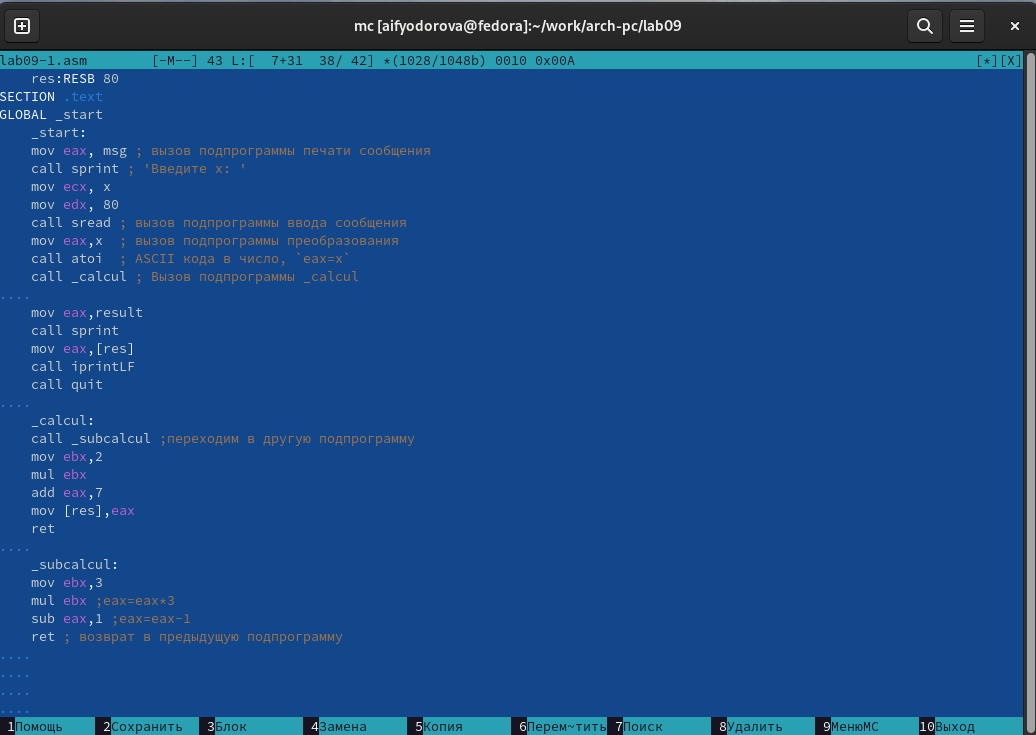 mc [aifyodorova@fedora]:~/work/arch-pc/lab09
lab09-1.asm [-M--] 43 L:[ 7+31 38/ 42] *(1028/1048b) 0010 0x00A [*][X]
res:RESB 80
SECTION .text
GLOBAL _start
_start:
mov eax, msg ; вызов подпрограммы печати сообщения
call sprint ; 'Введите x: '
mov ecx, x
mov edx, 80
call sread ; вызов подпрограммы ввода сообщения
mov eax,x ; вызов подпрограммы преобразования
call atoi ; ASCII кода в число, `eax=x`
call _calcul ; Вызов подпрограммы _calcul
....
mov eax,result
call sprint
mov eax,[res]
call iprintLF
call quit
....
_calcul:
call _subcalcul ;переходим в другую подпрограмму
mov ebx,2
mul ebx
add eax,7
mov [res],eax
ret
....
_subcalcul:
mov ebx,3
mul ebx ;eax=eax*3
sub eax,1 ;eax=eax-1
ret ; возврат в предыдущую подпрограмму
....
....
....
....
1Помощь 2Сохранить 3Блок 4Замена 5Копия 6Перем~тить 7Поиск 8Удалить 9МенюMC 10Выход